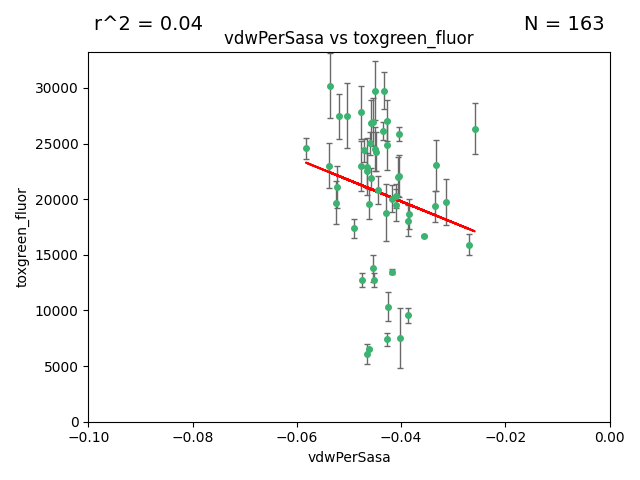 r^2 = 0.04
N = 163
vdwPerSasa vs toxgreen_fluor
30000
25000
20000
15000
10000
5000
0
toxgreen_fluor
−0.10
−0.08
−0.06
−0.04
−0.02
0.00
vdwPerSasa